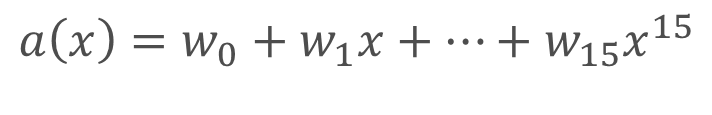 a(x) = w₀ + w₁x + ⋯ + w₁₅x¹⁵